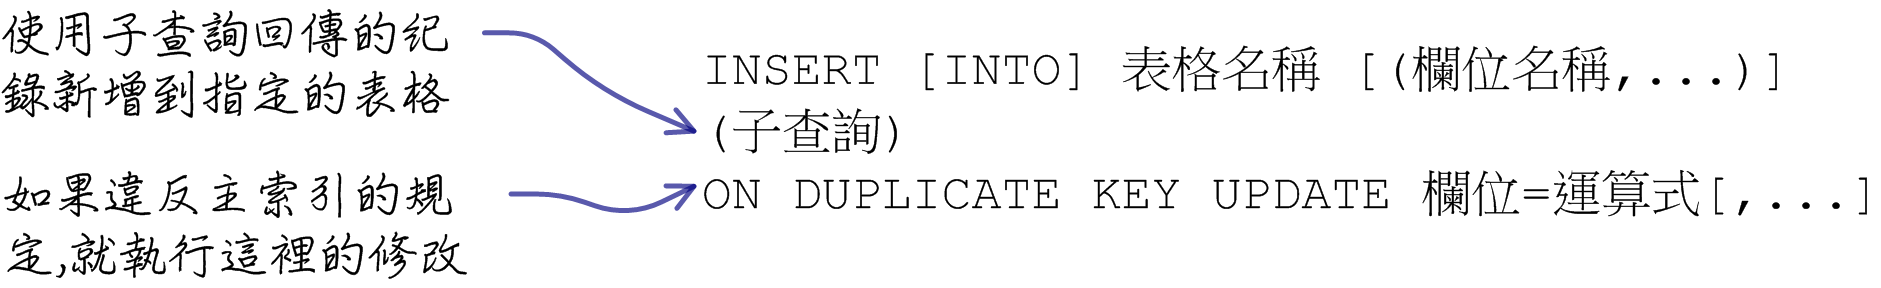 使用子查詢回傳的紀
錄新增到指定的表格
INSERT [INTO] 表格名稱 [(欄位名稱,...)]
(子查詢)
如果違反主索引的規
定,就執行這裡的修改
ON DUPLICATE KEY UPDATE 欄位=運算式[,...]